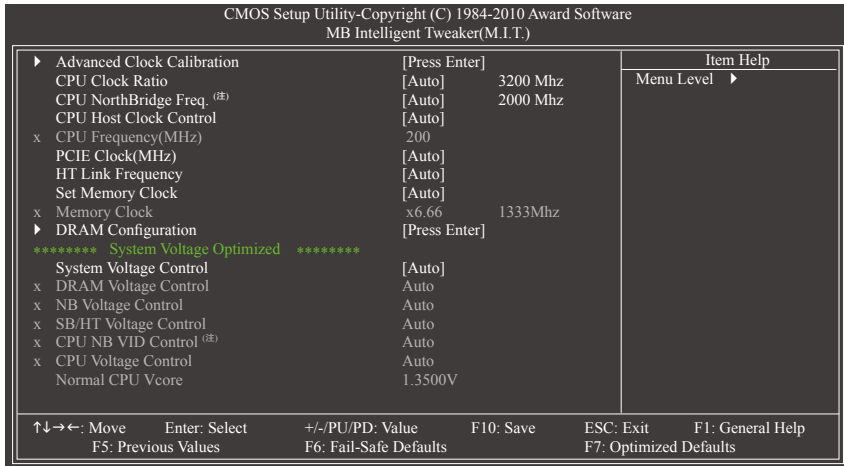 CMOS Setup Utility-Copyright (C) 1984-2010 Award Software
MB Intelligent Tweaker(M.I.T.)
▶ Advanced Clock Calibration [Press Enter]
CPU Clock Ratio [Auto] 3200 Mhz
CPU NorthBridge Freq. (注) [Auto] 2000 Mhz
CPU Host Clock Control [Auto]
x CPU Frequency(MHz) 200
PCIE Clock(MHz) [Auto]
HT Link Frequency [Auto]
Set Memory Clock [Auto]
x Memory Clock x6.66 1333Mhz
▶ DRAM Configuration [Press Enter]
******** System Voltage Optimized ********
System Voltage Control [Auto]
x DRAM Voltage Control Auto
x NB Voltage Control Auto
x SB/HT Voltage Control Auto
x CPU NB VID Control (注) Auto
x CPU Voltage Control Auto
Normal CPU Vcore 1.3500V
Item Help
Menu Level ▶
↑↓→←: Move Enter: Select +/-/PU/PD: Value F10: Save ESC: Exit F1: General Help
F5: Previous Values F6: Fail-Safe Defaults F7: Optimized Defaults